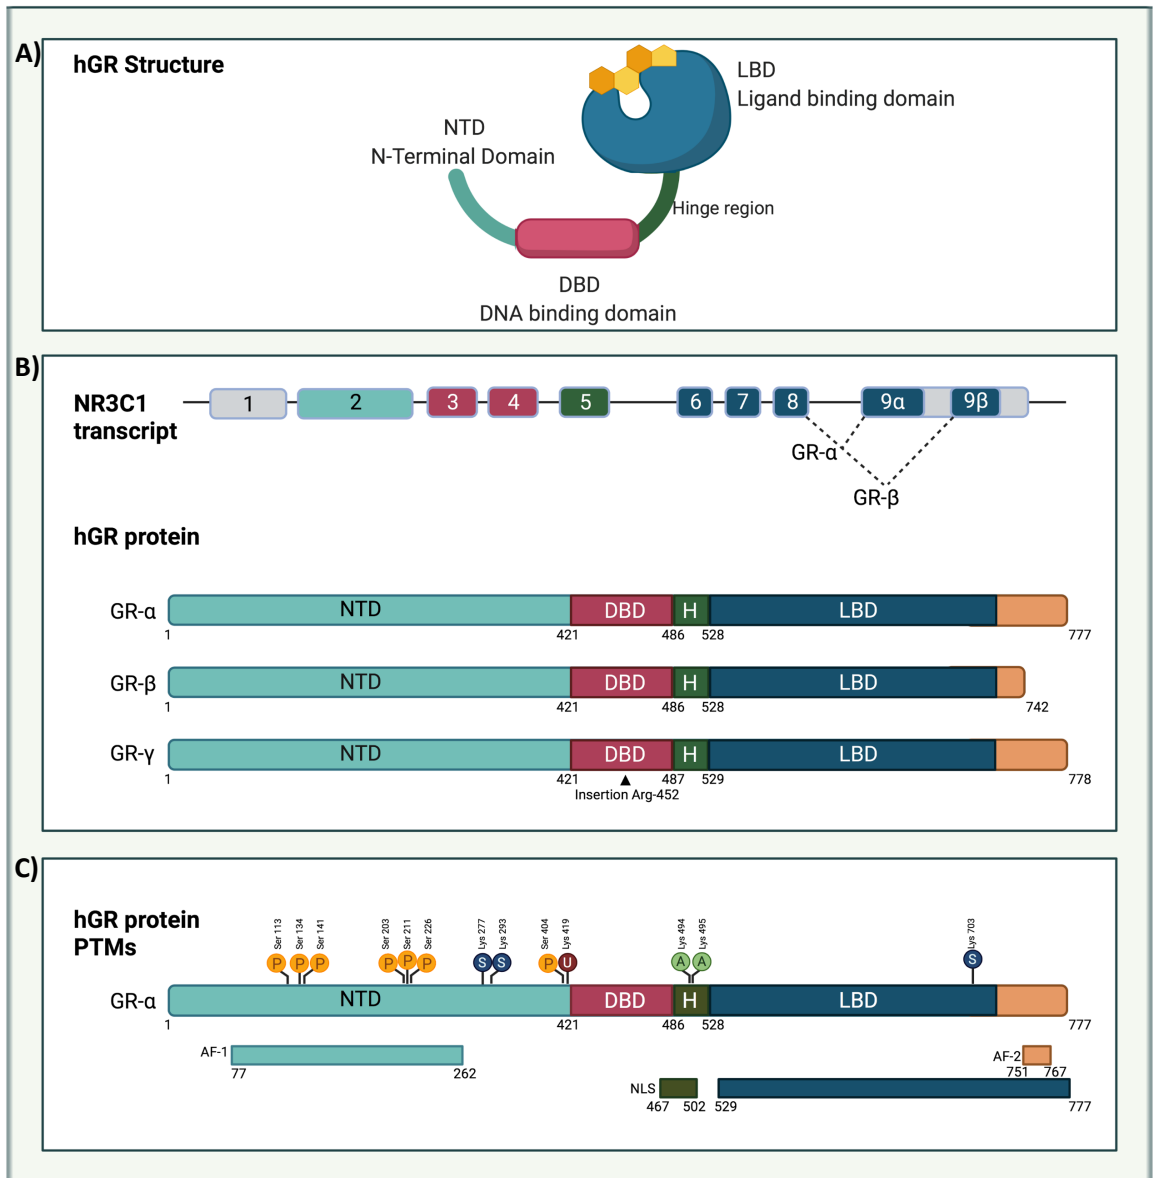 A)
hGR Structure
LBD
Ligand binding domain
NTD
N-Terminal Domain
Hinge region
DBD
DNA binding domain
B)
NR3C1
transcript
1 2 3 4 5 6 7 8 9α 9β
GR-α
GR-β
hGR protein
GR-α NTD DBD H LBD
1 421 486 528 777
GR-β NTD DBD H LBD
1 421 486 528 742
GR-γ NTD DBD H LBD
1 421 487 529 778
Insertion Arg-452
C)
hGR protein
PTMs
Ser 113 Ser 134 Ser 141 Ser 203 Ser 211 Ser 226 Lys 277 Lys 293 Ser 404 Lys 419 Lys 494 Lys 495 Lys 703
P P P P P P S S P U A A S
GR-α NTD DBD H LBD
1 421 486 528 777
AF-1 AF-2
77 262 751 767
NLS
467 502 529 777